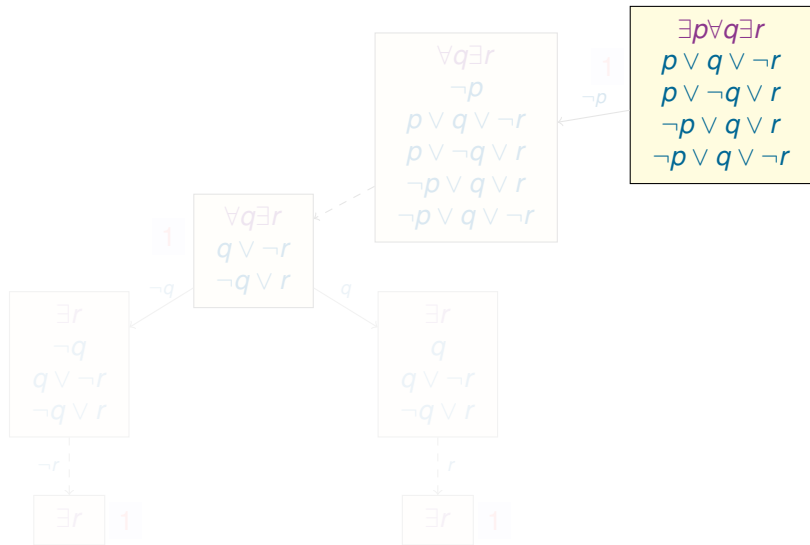 ∃p∀q∃r
p ∨ q ∨ ¬r
p ∨ ¬q ∨ r
¬p ∨ q ∨ r
¬p ∨ q ∨ ¬r
1
¬p
∀q∃r
¬p
p ∨ q ∨ ¬r
p ∨ ¬q ∨ r
¬p ∨ q ∨ r
¬p ∨ q ∨ ¬r
1
∀q∃r
q ∨ ¬r
¬q ∨ r
¬q
q
∃r
¬q
q ∨ ¬r
¬q ∨ r
∃r
q
q ∨ ¬r
¬q ∨ r
¬r
r
∃r
1
∃r
1